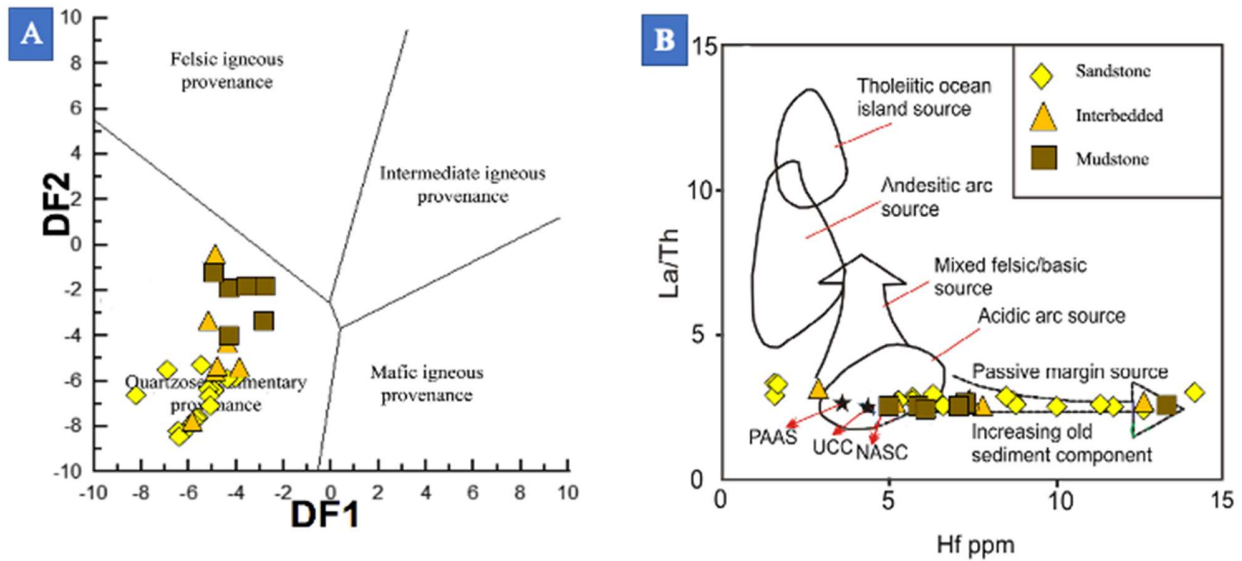 A
10
8
6
4
2
0
-2
-4
-6
-8
-10
DF2
Felsic igneous
provenance
Intermediate igneous
provenance
Mafic igneous
provenance
-10
-8
-6
-4
-2
0
2
4
6
8
10
DF1
B
15
10
5
0
La/Th
Tholeiitic ocean
island source
Andesitic arc
source
Mixed felsic/basic
source
Acidic arc source
Passive margin source
Increasing old
sediment component
PAAS
UCC
NASC
Sandstone
Interbedded
Mudstone
0
5
10
15
Hf ppm